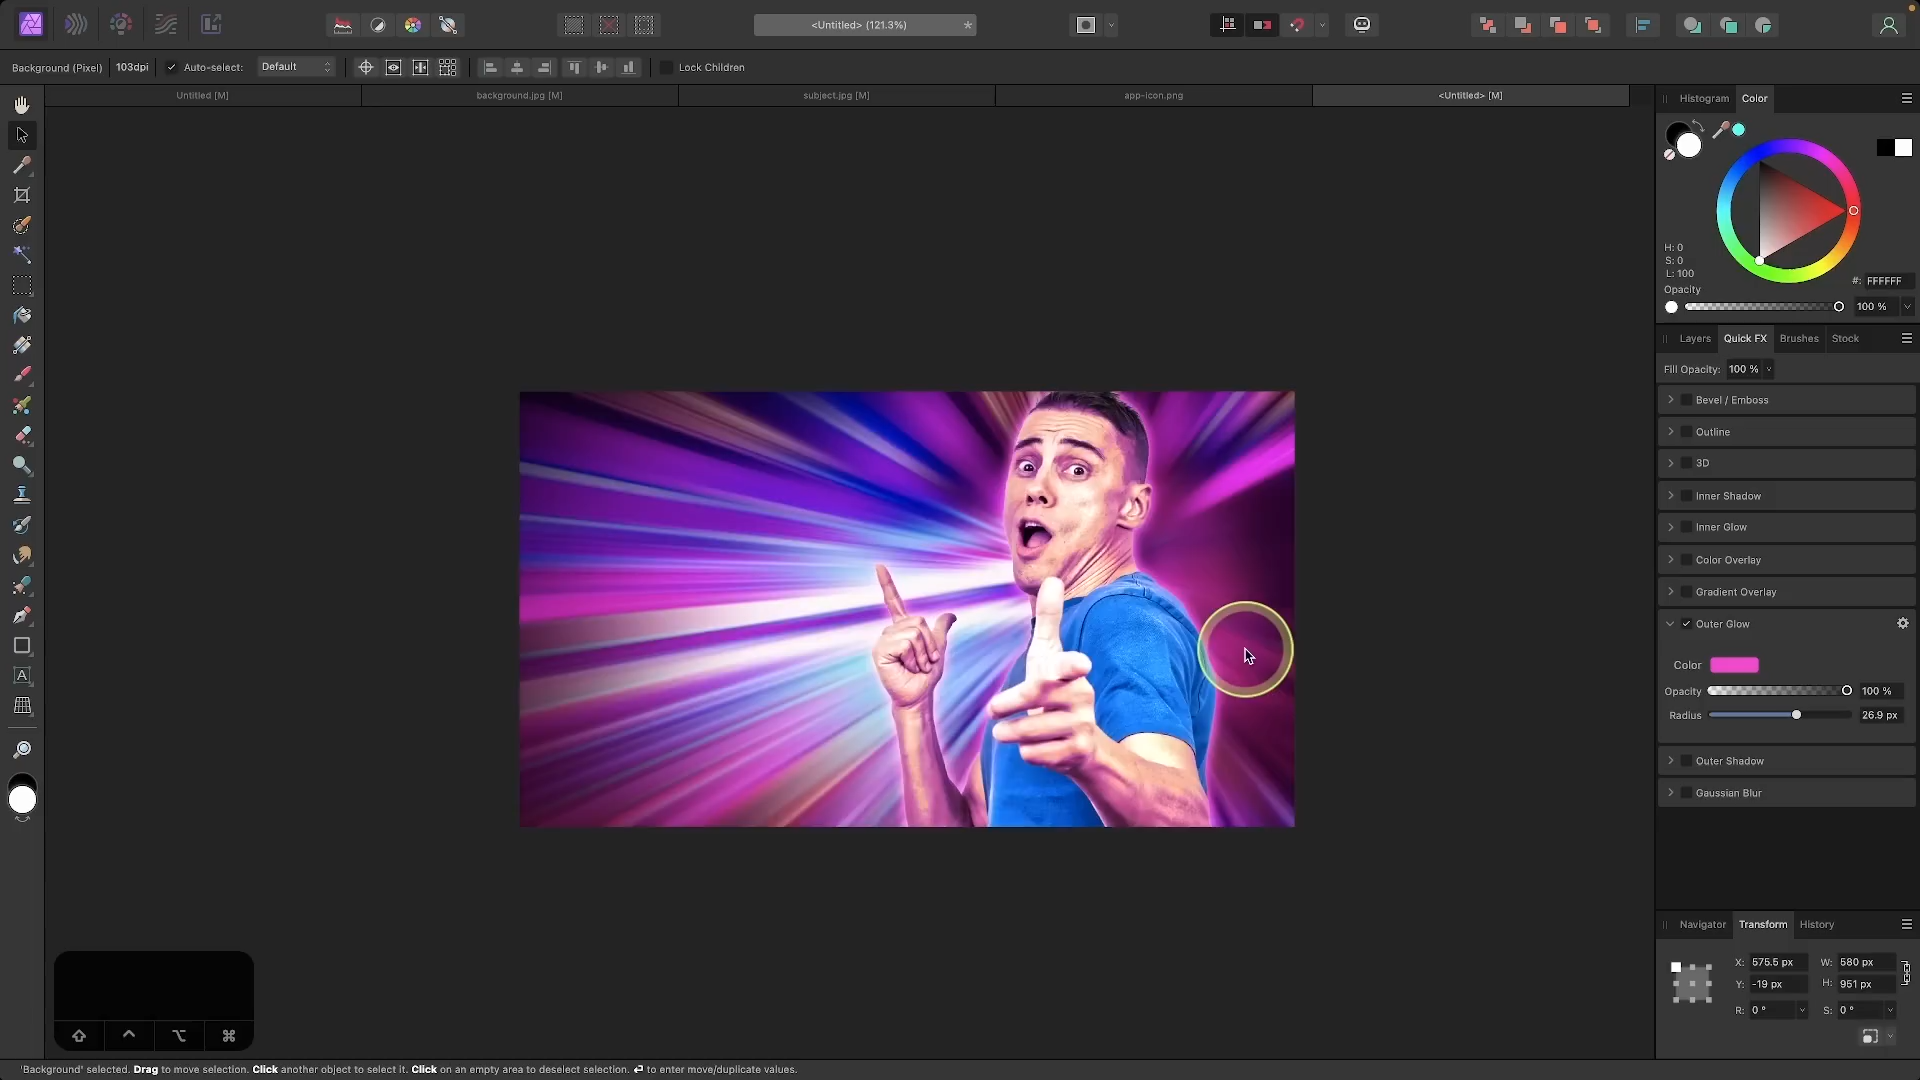 <Untitled> (121.3%)
*
Background (Pixel)
103dpi
Auto-select:
Default
Lock Children
Untitled [M]
background.jpg [M]
subject.jpg [M]
app-icon.png
<Untitled> [M]
Histogram
Color
H: 0
S: 0
L: 100
#: FFFFFF
Opacity
100 %
Layers
Quick FX
Brushes
Stock
Fill Opacity: 100 %
Bevel / Emboss
Outline
3D
Inner Shadow
Inner Glow
Color Overlay
Gradient Overlay
Outer Glow
Color
Opacity 100 %
Radius 26.9 px
Outer Shadow
Gaussian Blur
Navigator
Transform
History
X: 575.5 px W: 580 px
Y: -19 px H: 951 px
R: 0 ° S: 0 °
'Background' selected. Drag to move selection. Click another object to select it. Click on an empty area to deselect selection. ⏎ to enter move/duplicate values.